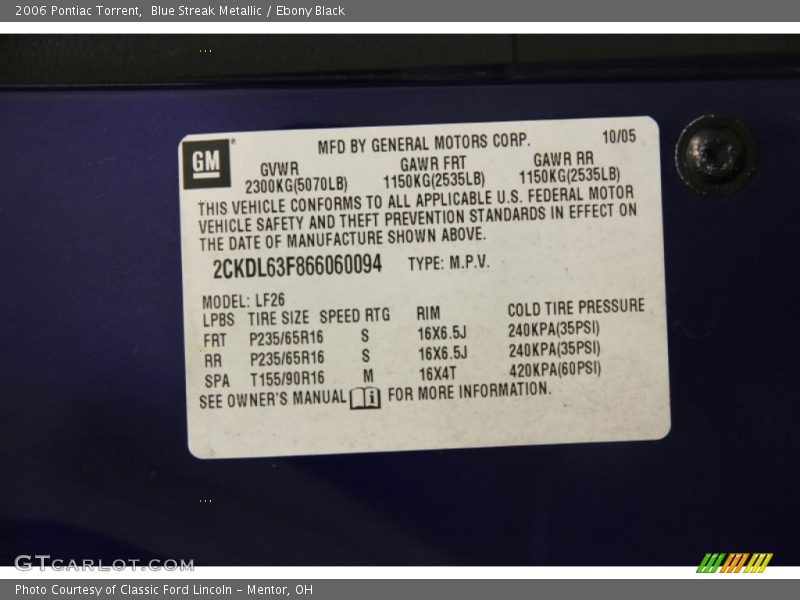 2006 Pontiac Torrent, Blue Streak Metallic / Ebony Black
GM
MFD BY GENERAL MOTORS CORP. 10/05
GVWR GAWR FRT GAWR RR
2300KG(5070LB) 1150KG(2535LB) 1150KG(2535LB)
THIS VEHICLE CONFORMS TO ALL APPLICABLE U.S. FEDERAL MOTOR
VEHICLE SAFETY AND THEFT PREVENTION STANDARDS IN EFFECT ON
THE DATE OF MANUFACTURE SHOWN ABOVE.
2CKDL63F866060094 TYPE: M.P.V.
MODEL: LF26
LPBS TIRE SIZE SPEED RTG RIM COLD TIRE PRESSURE
FRT P235/65R16 S 16X6.5J 240KPA(35PSI)
RR P235/65R16 S 16X6.5J 240KPA(35PSI)
SPA T155/90R16 M 16X4T 420KPA(60PSI)
SEE OWNER'S MANUAL FOR MORE INFORMATION.
GTCARLOT.COM
Photo Courtesy of Classic Ford Lincoln - Mentor, OH